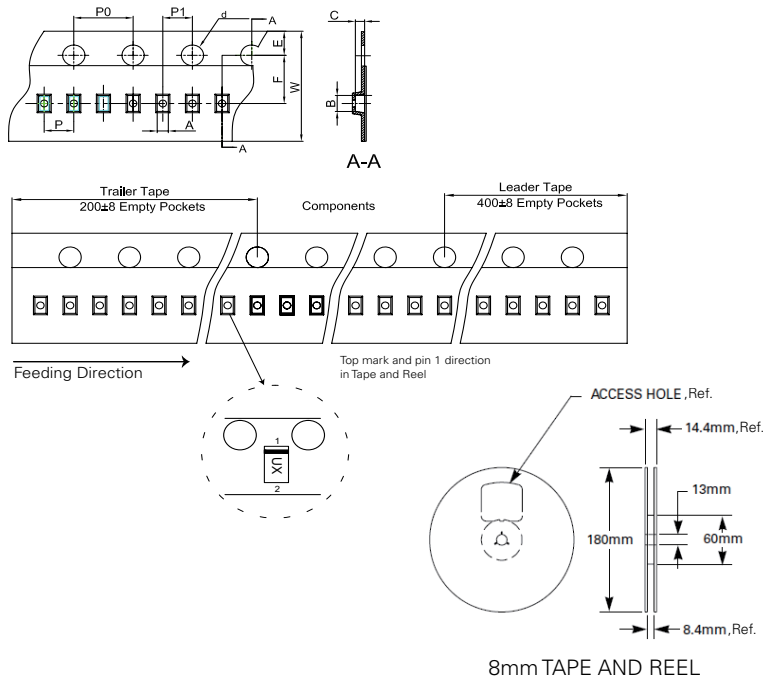 P0
P1
d
A
E
F
W
P
A
A
C
B
A-A
Trailer Tape
200±8 Empty Pockets
Components
Leader Tape
400±8 Empty Pockets
Feeding Direction
Top mark and pin 1 direction
in Tape and Reel
1
UX
2
ACCESS HOLE, Ref.
14.4mm, Ref.
13mm
180mm
60mm
8.4mm, Ref.
8mm TAPE AND REEL